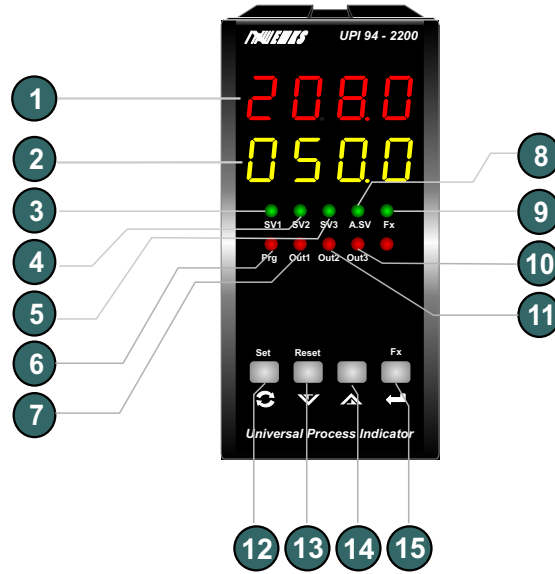 ENKS UPI 94 - 2200
208.0
050.0
SV1 SV2 SV3 A.SV Fx
Prg Out1 Out2 Out3
Set Reset Fx
Universal Process Indicator
1
2
3
4
5
6
7
8
9
10
11
12 13 14 15